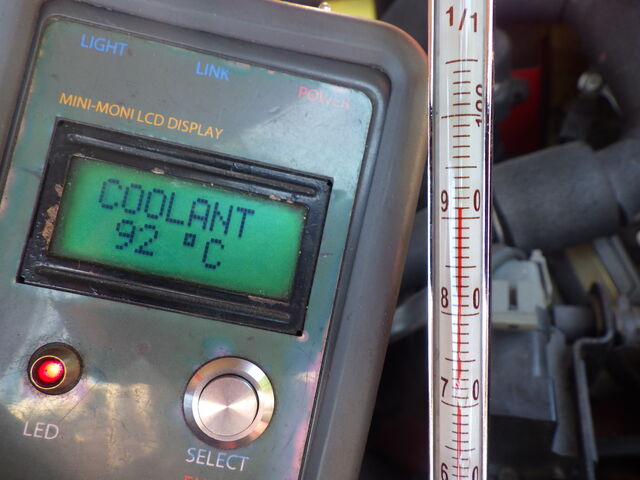 LIGHT
LINK
POWER
MINI-MONI LCD DISPLAY
COOLANT
92 °C
LED
SELECT
1/1
100
90
80
70